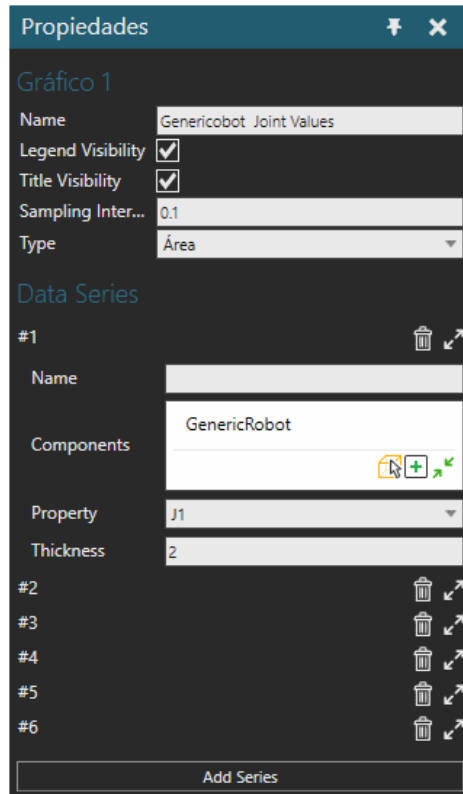 Propiedades
Gráfico 1
Name Genericobot Joint Values
Legend Visibility
Title Visibility
Sampling Inter... 0.1
Type Área
Data Series
#1
Name
Components GenericRobot
Property J1
Thickness 2
#2
#3
#4
#5
#6
Add Series